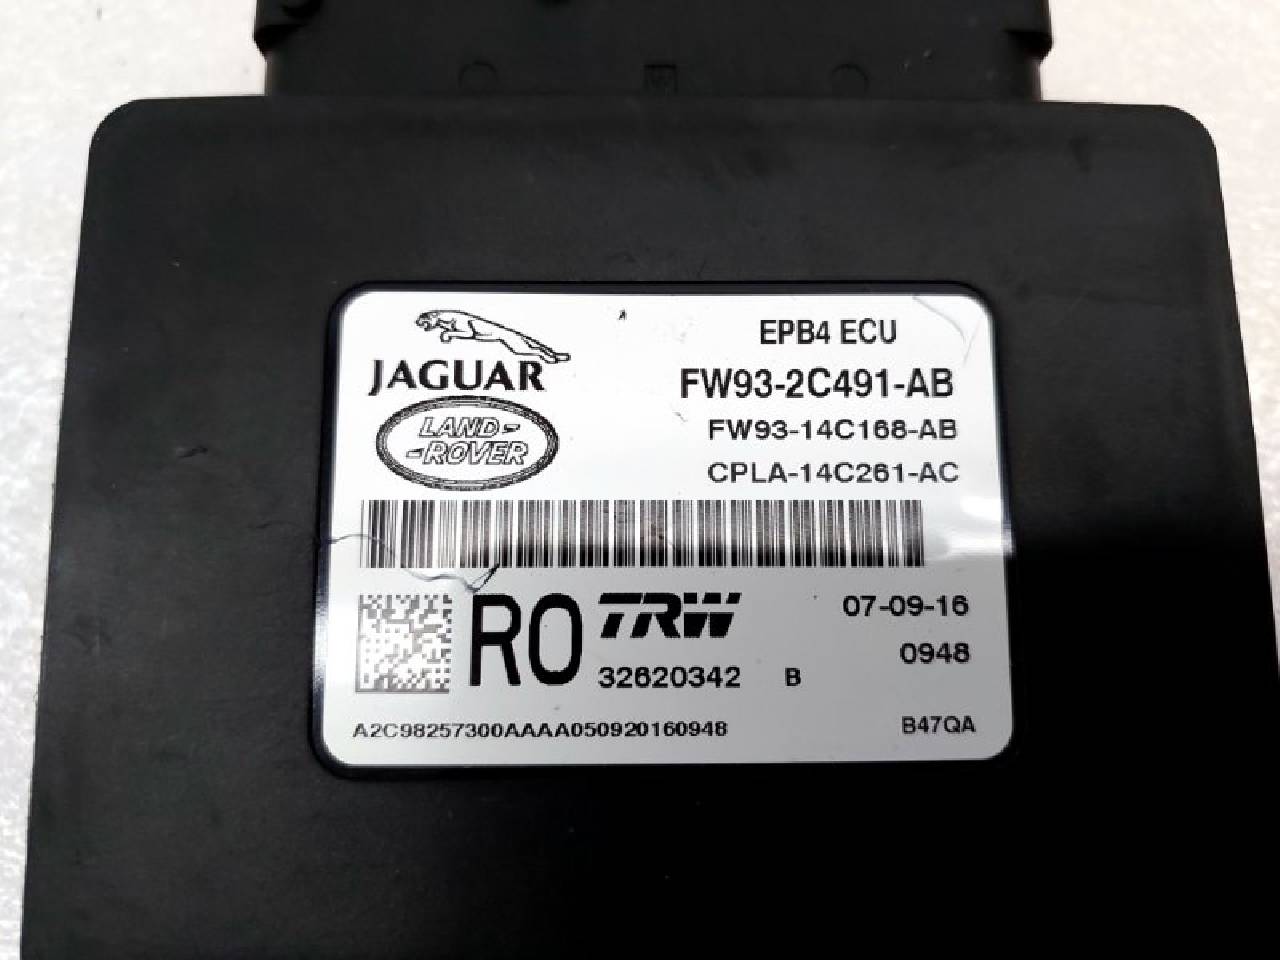 JAGUAR
LAND-
-ROVER
EPB4 ECU
FW93-2C491-AB
FW93-14C168-AB
CPLA-14C261-AC
R0 TRW
32620342 B
07-09-16
0948
A2C98257300AAAA050920160948
B47QA